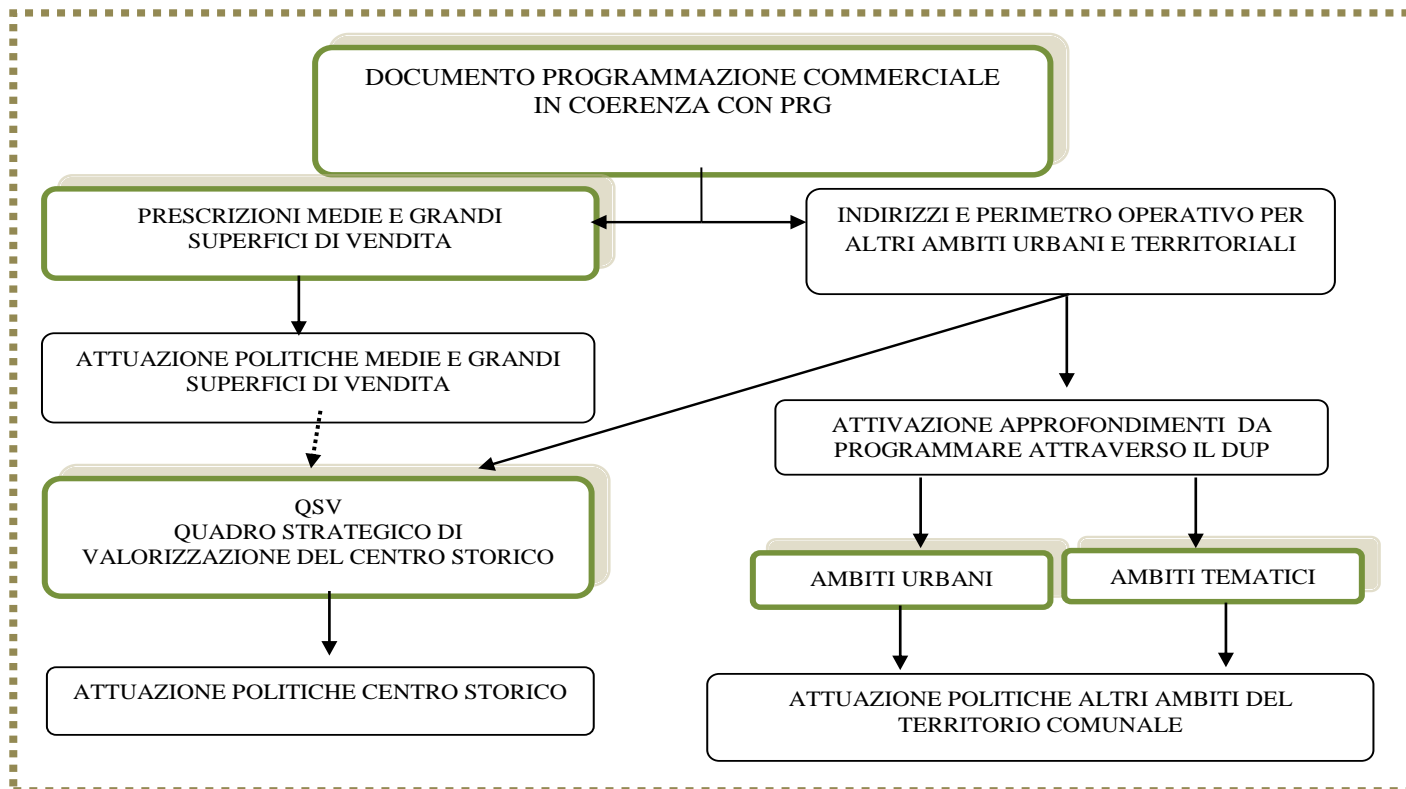 DOCUMENTO PROGRAMMAZIONE COMMERCIALE
IN COERENZA CON PRG
PRESCRIZIONI MEDIE E GRANDI
SUPERFICI DI VENDITA
INDIRIZZI E PERIMETRO OPERATIVO PER
ALTRI AMBITI URBANI E TERRITORIALI
ATTUAZIONE POLITICHE MEDIE E GRANDI
SUPERFICI DI VENDITA
ATTIVAZIONE APPROFONDIMENTI DA
PROGRAMMARE ATTRAVERSO IL DUP
QSV
QUADRO STRATEGICO DI
VALORIZZAZIONE DEL CENTRO STORICO
AMBITI URBANI
AMBITI TEMATICI
ATTUAZIONE POLITICHE CENTRO STORICO
ATTUAZIONE POLITICHE ALTRI AMBITI DEL
TERRITORIO COMUNALE